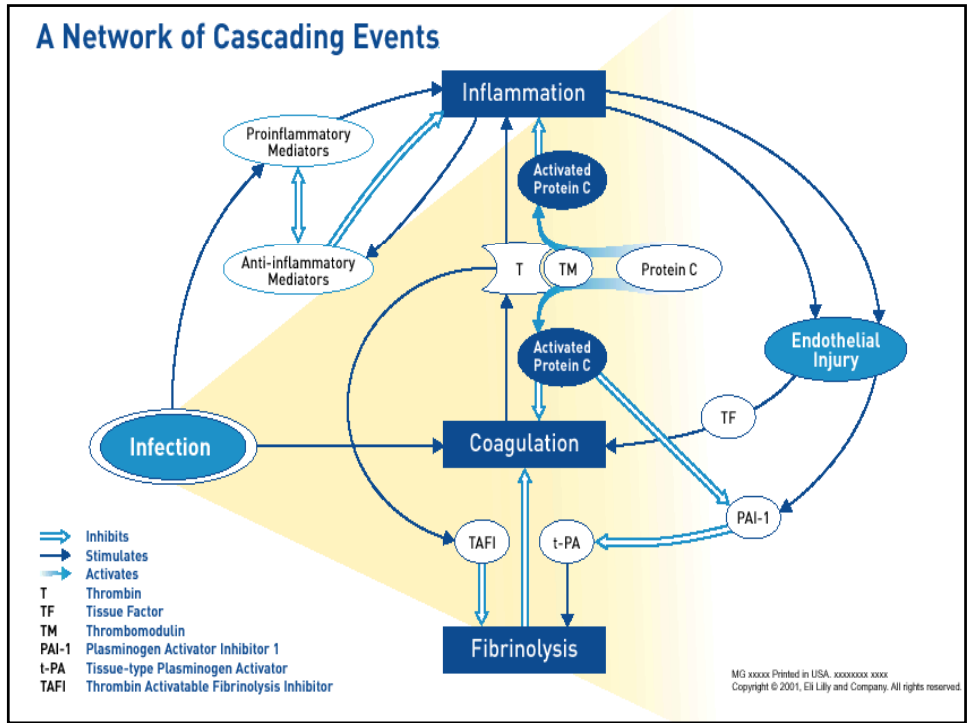 A Network of Cascading Events
Inflammation
Proinflammatory
Mediators
Activated
Protein C
Anti-inflammatory
Mediators
T
TM
Protein C
Activated
Protein C
Endothelial
Injury
TF
Infection
Coagulation
PAI-1
TAFI
t-PA
Fibrinolysis
Inhibits
Stimulates
Activates
T Thrombin
TF Tissue Factor
TM Thrombomodulin
PAI-1 Plasminogen Activator Inhibitor 1
t-PA Tissue-type Plasminogen Activator
TAFI Thrombin Activatable Fibrinolysis Inhibitor
MG xxxxx Printed in USA. xxxxxxxx xxxx
Copyright © 2001, Eli Lilly and Company. All rights reserved.